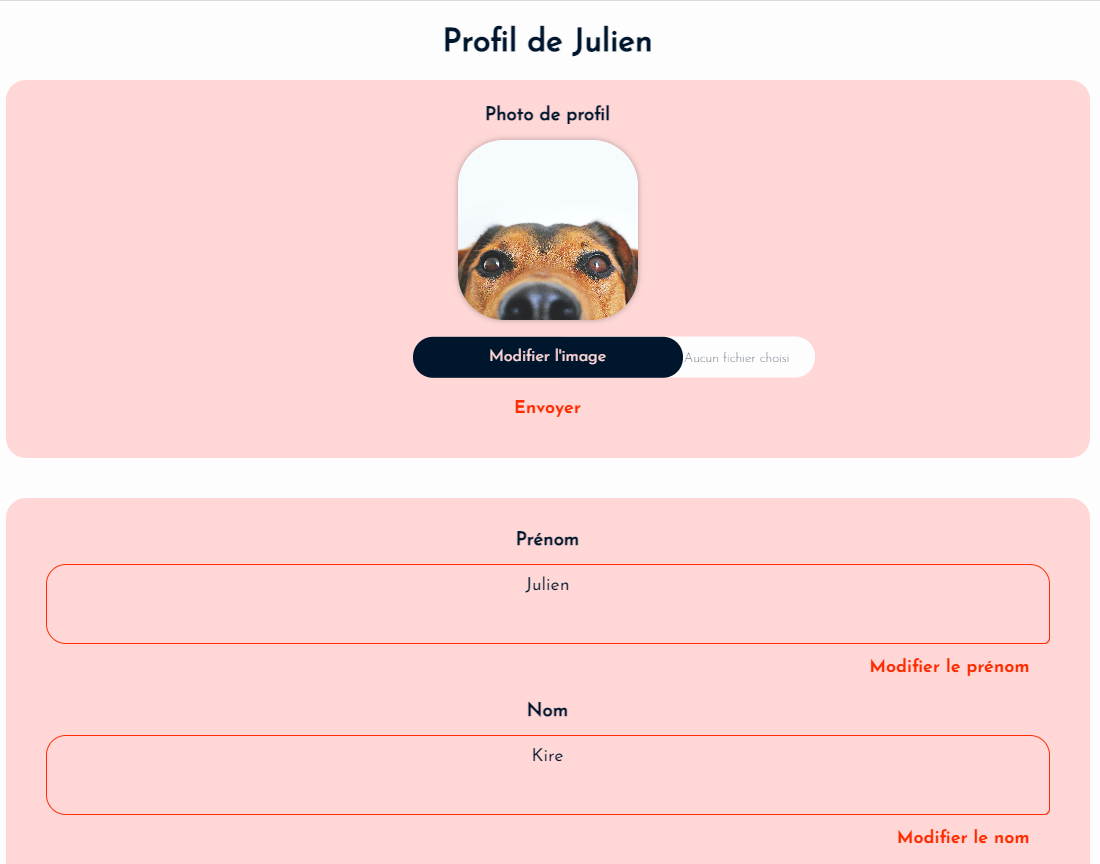 Profil de Julien
Photo de profil
Modifier l'image
Aucun fichier choisi
Envoyer
Prénom
Julien
Modifier le prénom
Nom
Kire
Modifier le nom